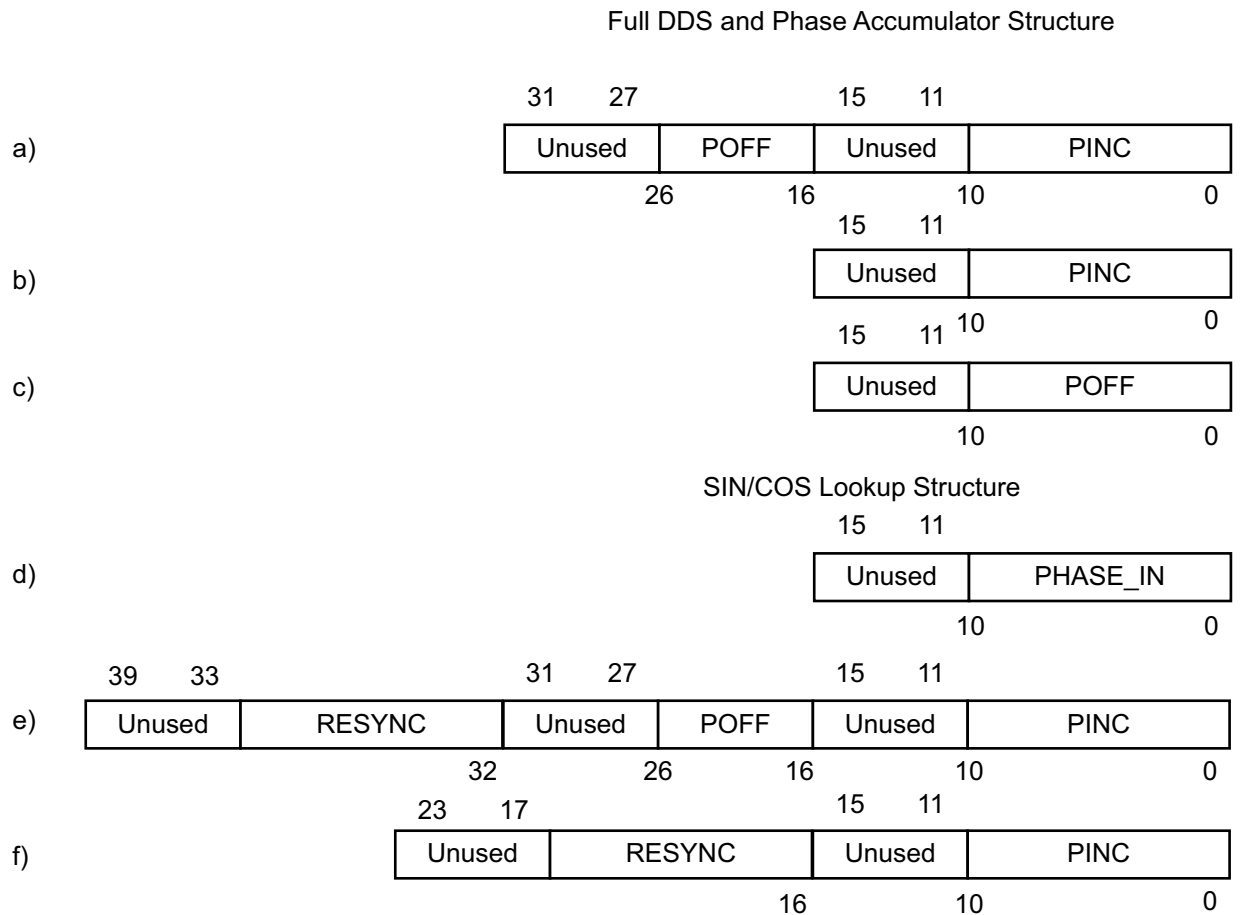 Full DDS and Phase Accumulator Structure
31 27 15 11
a) Unused POFF Unused PINC
26 16 10 0
15 11
b) Unused PINC
10 0
15 11
c) Unused POFF
10 0
SIN/COS Lookup Structure
15 11
d) Unused PHASE_IN
10 0
39 33 31 27 15 11
e) Unused RESYNC Unused POFF Unused PINC
32 26 16 10 0
23 17 15 11
f) Unused RESYNC Unused PINC
16 10 0